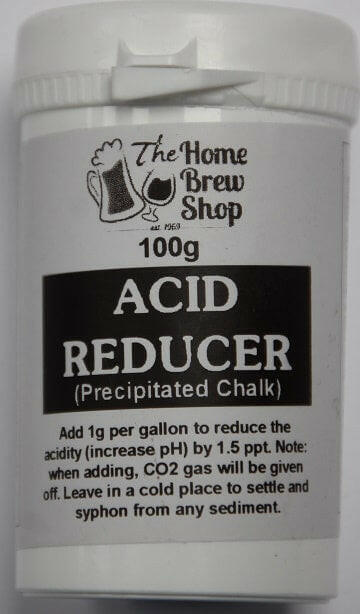 The Home
Brew
Shop
est. 1969
100g
ACID
REDUCER
(Precipitated Chalk)
Add 1g per gallon to reduce the
acidity (increase pH) by 1.5 ppt. Note:
when adding, CO2 gas will be given
off. Leave in a cold place to settle and
syphon from any sediment.